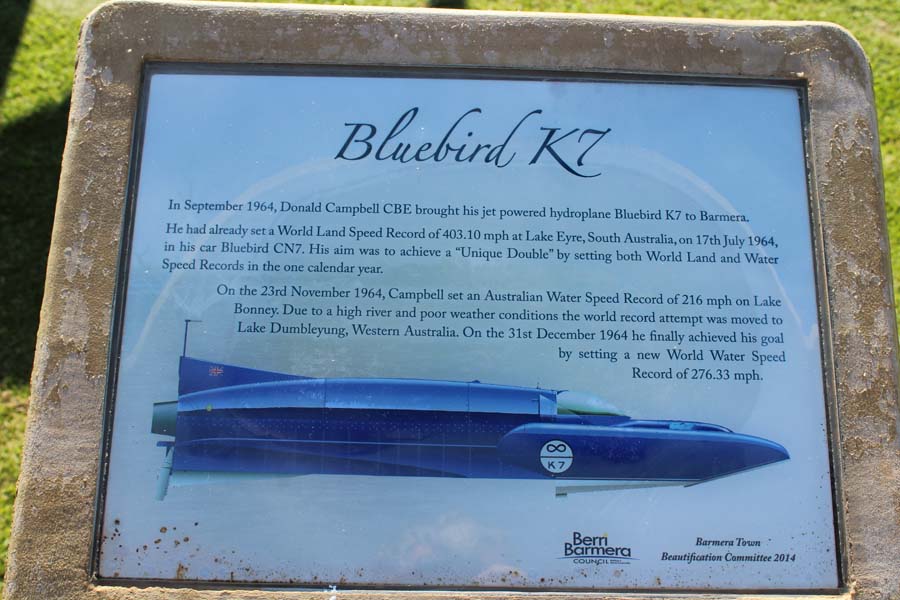 Bluebird K7
In September 1964, Donald Campbell CBE brought his jet powered hydroplane Bluebird K7 to Barmera.
He had already set a World Land Speed Record of 403.10 mph at Lake Eyre, South Australia, on 17th July 1964,
in his car Bluebird CN7. His aim was to achieve a “Unique Double” by setting both World Land and Water
Speed Records in the one calendar year.
On the 23rd November 1964, Campbell set an Australian Water Speed Record of 216 mph on Lake
Bonney. Due to a high river and poor weather conditions the world record attempt was moved to
Lake Dumbleyung, Western Australia. On the 31st December 1964 he finally achieved his goal
by setting a new World Water Speed
Record of 276.33 mph.
K7
Berri
Barmera
COUNCIL
Barmera Town
Beautification Committee 2014